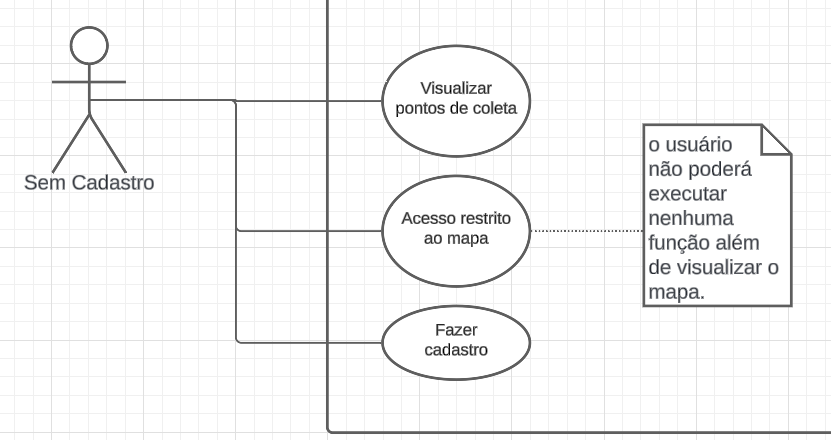 Sem Cadastro
Visualizar
pontos de coleta
Acesso restrito
ao mapa
Fazer
cadastro
o usuário
não poderá
executar
nenhuma
função além
de visualizar o
mapa.